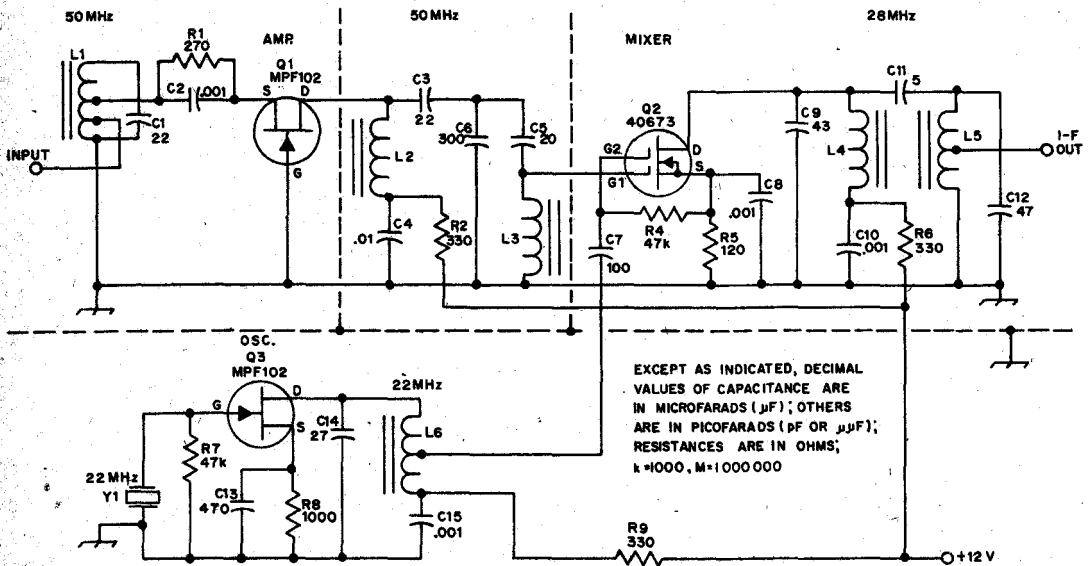 50MHz
50MHz
28MHz
R1
270
AMP.
Q1
MPF102
MIXER
L1
S
D
G
C2
.001
C1
22
INPUT
C3
22
L2
C6
300
C5
20
C4
.01
R2
330
L3
Q2
40673
G2
G1
D
S
R4
47k
C7
100
R5
120
C8
.001
C9
43
C11
5
L4
L5
I-F
OUT
C10
.001
R6
330
C12
47
OSC.
Q3
MPF102
G
D
S
22MHz
L6
C14
27
R7
47k
22MHz
Y1
C13
470
R8
1000
C15
.001
R9
330
+12V
EXCEPT AS INDICATED, DECIMAL
VALUES OF CAPACITANCE ARE
IN MICROFARADS (µF); OTHERS
ARE IN PICOFARADS (pF OR µµF);
RESISTANCES ARE IN OHMS;
k=1000, M=1000000